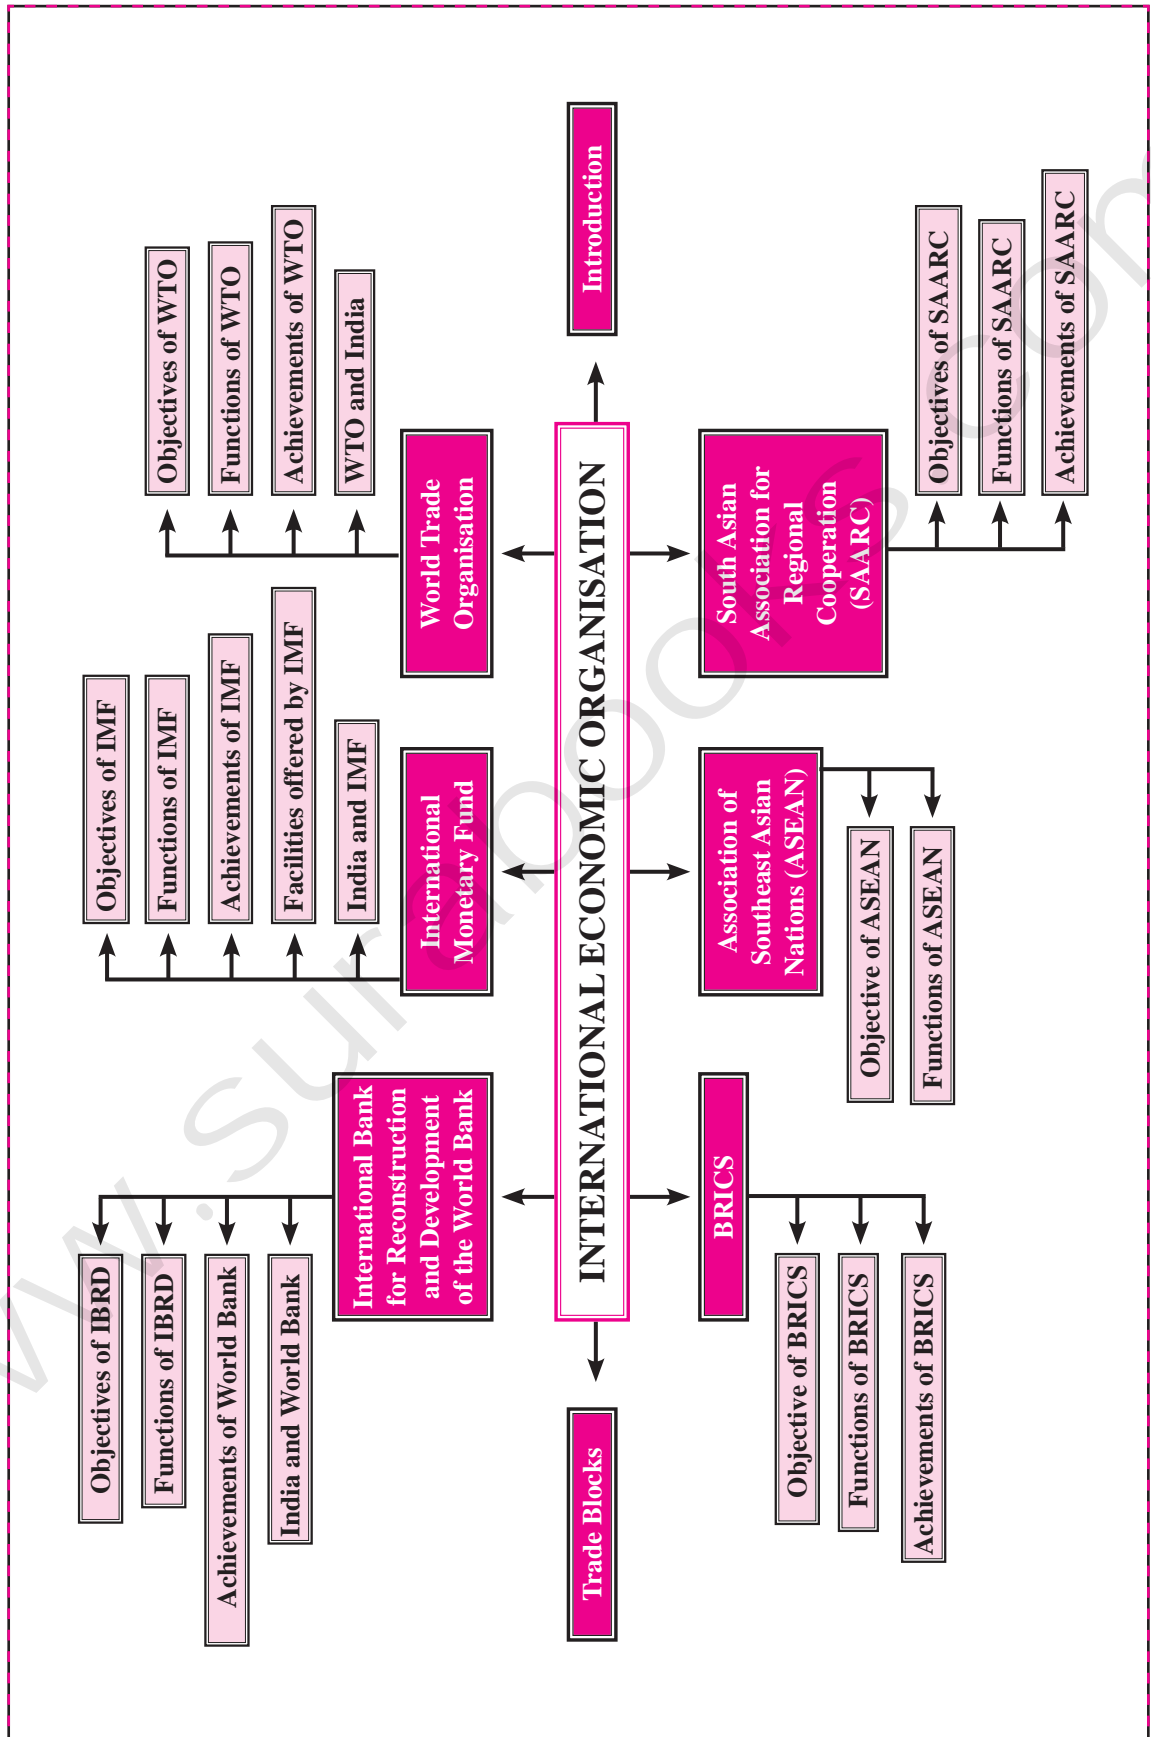 INTERNATIONAL ECONOMIC ORGANISATION
Trade Blocks
Introduction
International Bank
for Reconstruction
and Development
of the World Bank
Objectives of IBRD
Functions of IBRD
Achievements of World Bank
India and World Bank
International
Monetary Fund
Objectives of IMF
Functions of IMF
Achievements of IMF
Facilities offered by IMF
India and IMF
World Trade
Organisation
Objectives of WTO
Functions of WTO
Achievements of WTO
WTO and India
BRICS
Objective of BRICS
Functions of BRICS
Achievements of BRICS
Association of
Southeast Asian
Nations (ASEAN)
Objective of ASEAN
Functions of ASEAN
South Asian
Association for
Regional
Cooperation
(SAARC)
Objectives of SAARC
Functions of SAARC
Achievements of SAARC
w.surabooks.com